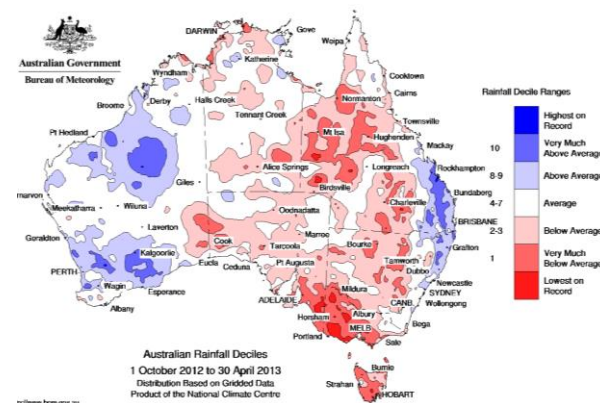 Australian Government
Bureau of Meteorology
DARWIN
Gove
Weipa
Katherine
Wyndham
Cooktown
Cairns
Derby
Broome
Halls Creek
Normanton
Tennant Creek
Townsville
Pt Hedland
Mt Isa
Hughenden
Mackay
Longreach
Rockhampton
Alice Springs
Giles
Birdsville
Bundaberg
Meekatharra
Wiluna
Charleville
Oodnadatta
BRISBANE
Laverton
Marree
Geraldton
Cook
Tarcoola
Bourke
Grafton
Kalgoorlie
Tamworth
Eucla
Ceduna
Pt Augusta
Dubbo
PERTH
Newcastle
Wagin
Esperance
Mildura
SYDNEY
Wollongong
ADELAIDE
CANB.
Albany
Albury
Horsham
Bega
MELB
Portland
Sale
Burnie
Strahan
HOBART
Rainfall Decile Ranges
Highest on
Record
10
Very Much
Above Average
8-9
Above Average
4-7
Average
2-3
Below Average
1
Very Much
Below Average
Lowest on
Record
Australian Rainfall Deciles
1 October 2012 to 30 April 2013
Distribution Based on Gridded Data
Product of the National Climate Centre